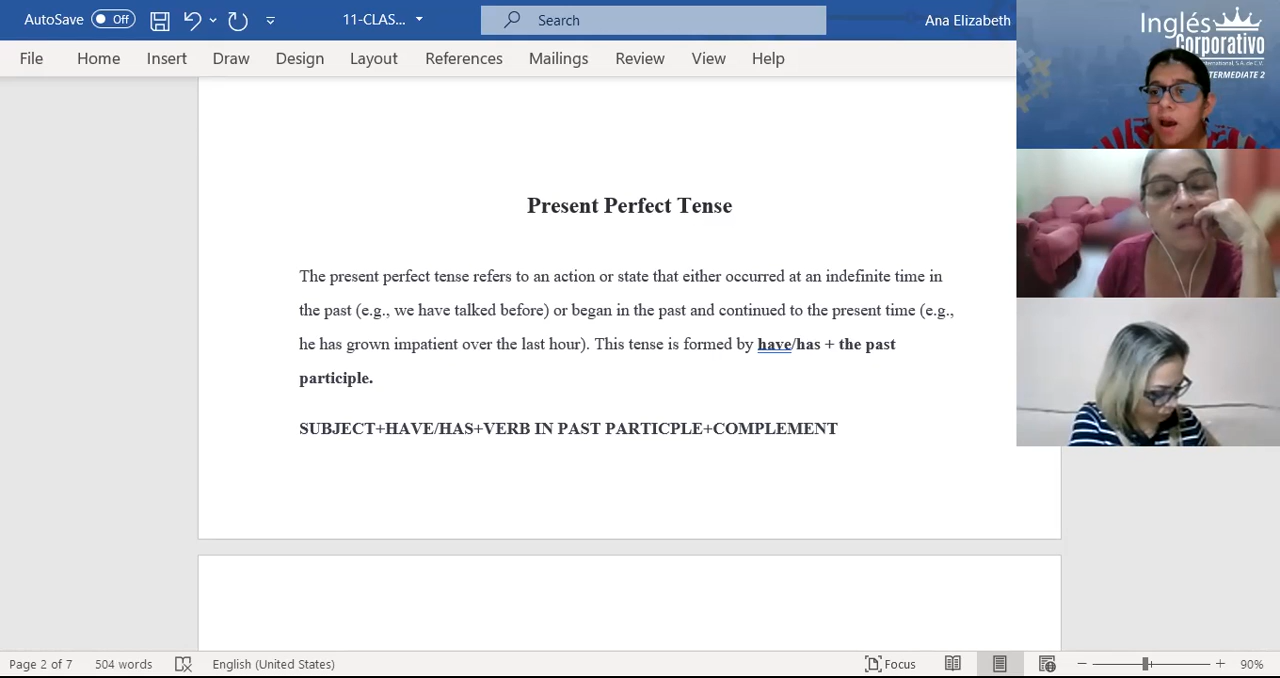 AutoSave Off 11-CLAS... Search Ana Elizabeth
File Home Insert Draw Design Layout References Mailings Review View Help
Inglés
Corporativo
International, S.A. de C.V.
TERMEDIATE 2
Present Perfect Tense
The present perfect tense refers to an action or state that either occurred at an indefinite time in
the past (e.g., we have talked before) or began in the past and continued to the present time (e.g.,
he has grown impatient over the last hour). This tense is formed by have/has + the past
participle.
SUBJECT+HAVE/HAS+VERB IN PAST PARTICPLE+COMPLEMENT
Page 2 of 7 504 words English (United States) Focus 90%